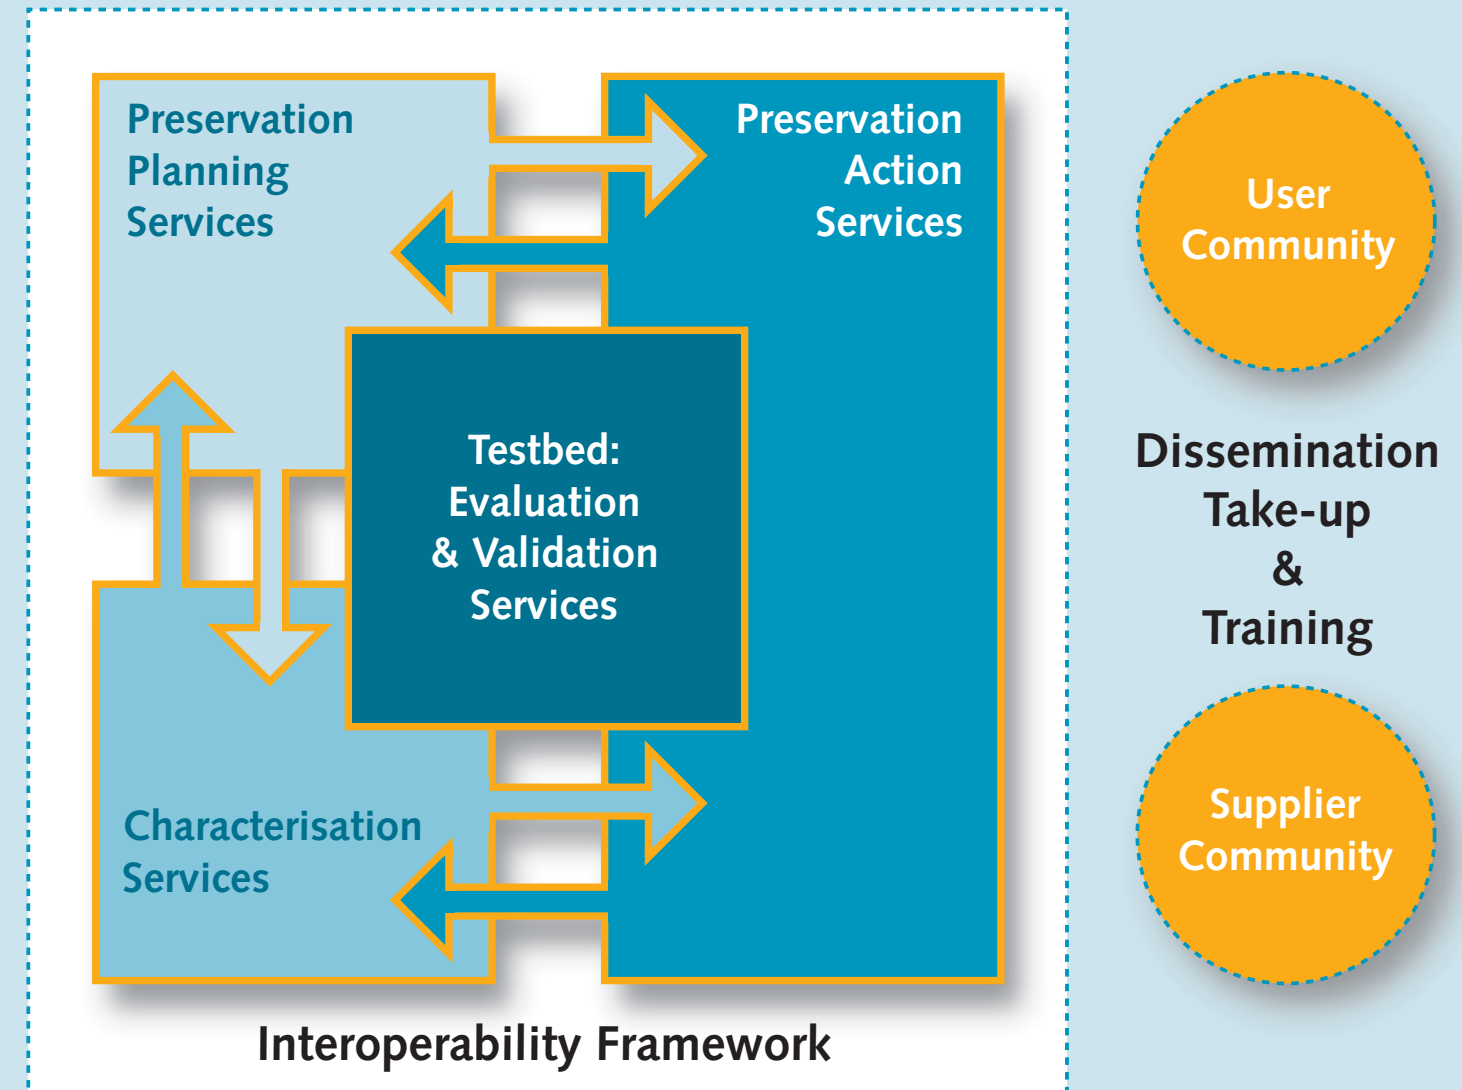 Preservation
Planning
Services
Preservation
Action
Services
Testbed:
Evaluation
& Validation
Services
Characterisation
Services
Interoperability Framework
User
Community
Dissemination
Take-up
&
Training
Supplier
Community